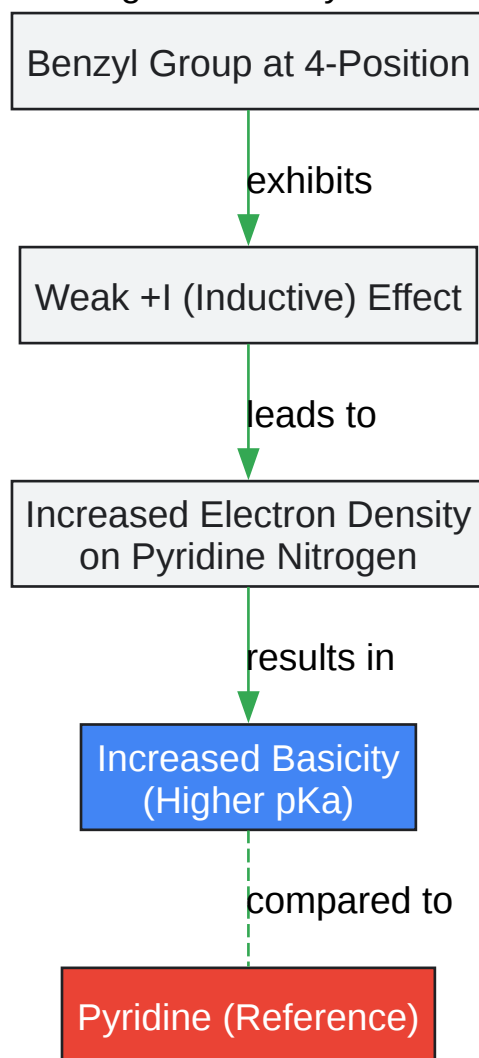 Benzyl Group at 4-Position
exhibits
Weak +I (Inductive) Effect
leads to
Increased Electron Density
on Pyridine Nitrogen
results in
Increased Basicity
(Higher pKa)
compared to
Pyridine (Reference)